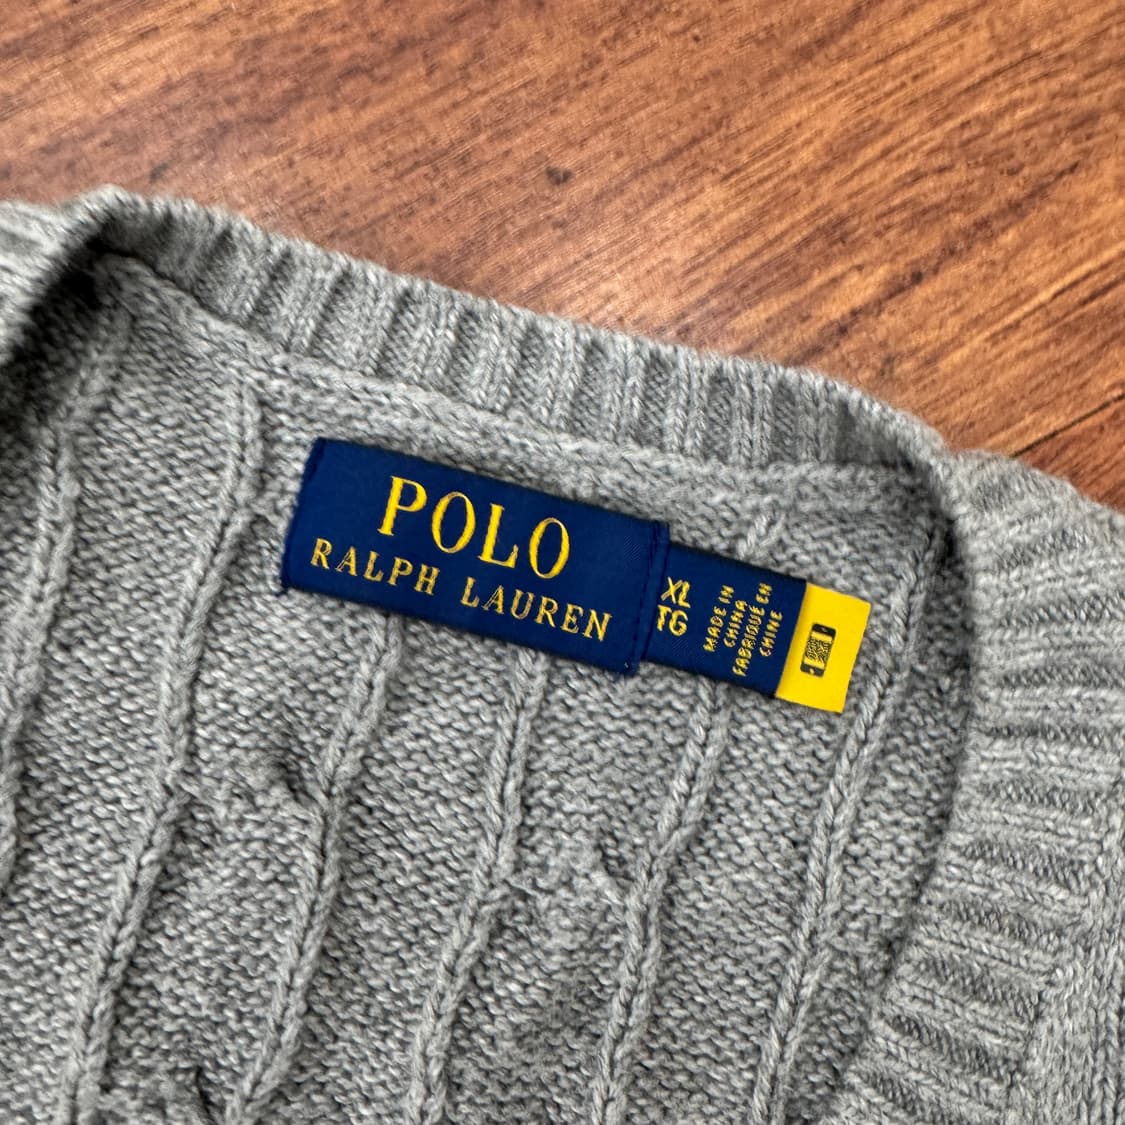 POLO
RALPH LAUREN
XL
TG
MADE IN
CHINA
FABRIQUÉ EN
CHINE